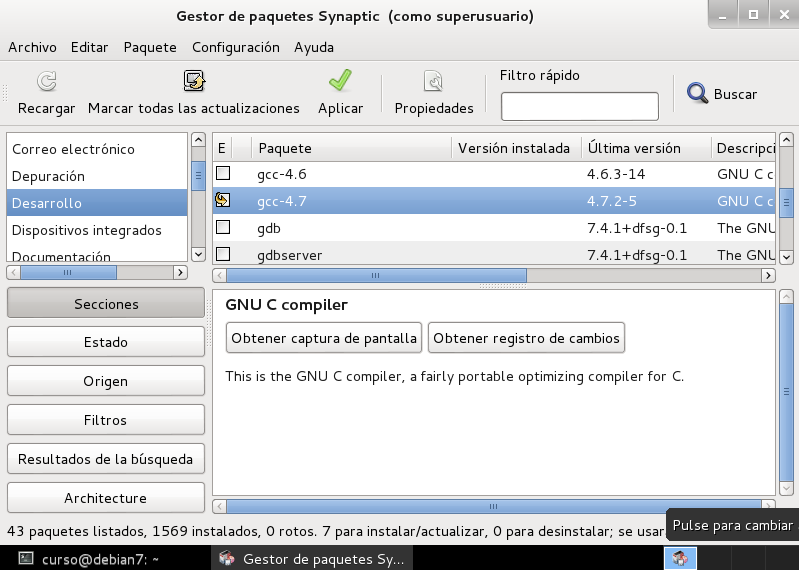 Gestor de paquetes Synaptic (como superusuario)
Archivo Editar Paquete Configuración Ayuda
Recargar Marcar todas las actualizaciones Aplicar Propiedades Filtro rápido Buscar
Correo electrónico
Depuración
Desarrollo
Dispositivos integrados
Documentación
E Paquete Versión instalada Última versión Descripci
gcc-4.6 4.6.3-14 GNU C c
gcc-4.7 4.7.2-5 GNU C c
gdb 7.4.1+dfsg-0.1 The GNU
gdbserver 7.4.1+dfsg-0.1 The GNU
Secciones
Estado
Origen
Filtros
Resultados de la búsqueda
Architecture
GNU C compiler
Obtener captura de pantalla Obtener registro de cambios
This is the GNU C compiler, a fairly portable optimizing compiler for C.
43 paquetes listados, 1569 instalados, 0 rotos. 7 para instalar/actualizar, 0 para desinstalar; se usar
Pulse para cambiar
curso@debian7: ~ Gestor de paquetes Sy...